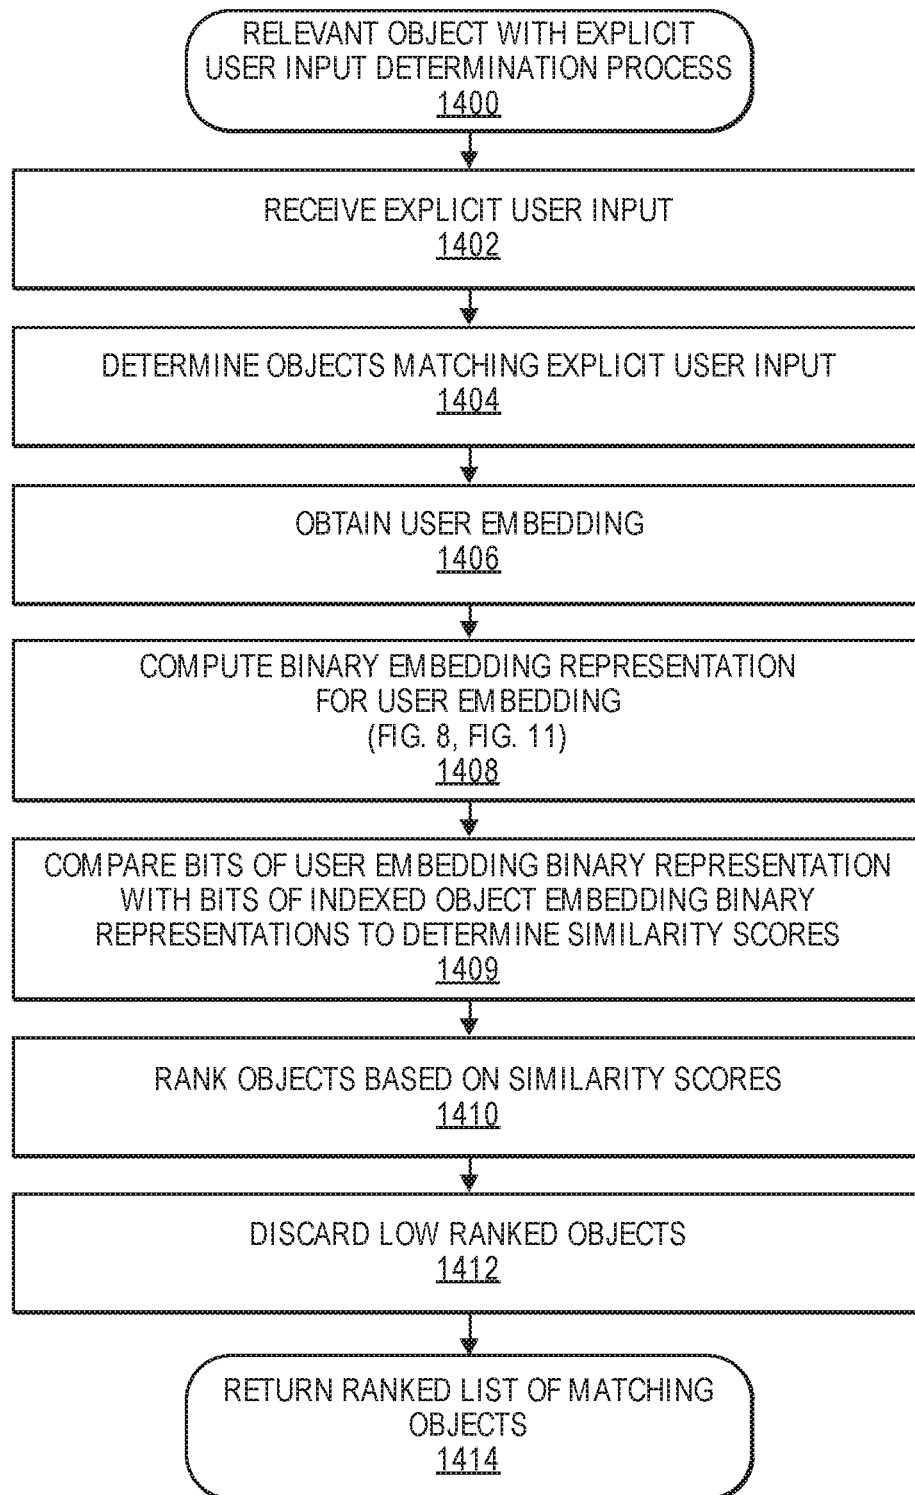 RELEVANT OBJECT WITH EXPLICIT
USER INPUT DETERMINATION PROCESS
1400
RECEIVE EXPLICIT USER INPUT
1402
DETERMINE OBJECTS MATCHING EXPLICIT USER INPUT
1404
OBTAIN USER EMBEDDING
1406
COMPUTE BINARY EMBEDDING REPRESENTATION
FOR USER EMBEDDING
(FIG. 8, FIG. 11)
1408
COMPARE BITS OF USER EMBEDDING BINARY REPRESENTATION
WITH BITS OF INDEXED OBJECT EMBEDDING BINARY
REPRESENTATIONS TO DETERMINE SIMILARITY SCORES
1409
RANK OBJECTS BASED ON SIMILARITY SCORES
1410
DISCARD LOW RANKED OBJECTS
1412
RETURN RANKED LIST OF MATCHING
OBJECTS
1414